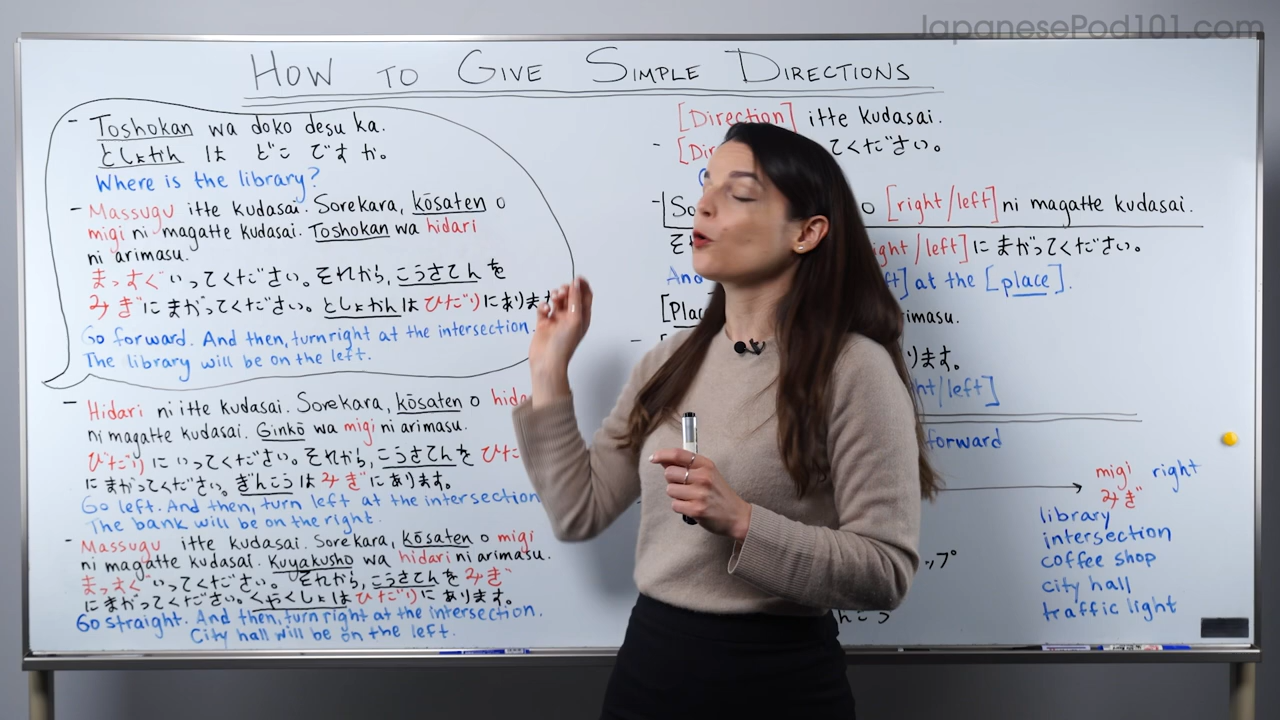 JapanesePod101.com
HOW TO GIVE SIMPLE DIRECTIONS
- Toshokan wa doko desu ka.
としょかん は どこ ですか。
Where is the library?
- Massugu itte kudasai. Sorekara, kōsaten o
migi ni magatte kudasai. Toshokan wa hidari
ni arimasu.
まっすぐ いってください。それから, こうさてんを
みぎにまがってください。としょかんはひだりにあります
Go forward. And then, turn right at the intersection.
The library will be on the left.
- Hidari ni itte kudasai. Sorekara, kōsaten o
ni magatte kudasai. Ginkō wa migi ni arimasu.
ひだり に いってください。それから, こうさてんを
にまがってください。ぎんこうはみぎにあります。
Go left. And then, turn left at the intersection
The bank will be on the right.
- Massugu itte kudasai. Sorekara, kōsaten o migi
ni magatte kudasai. Kuyakusho wa hidari ni arimasu.
まっすぐ いってください。それから, こうさてんを みぎ
にまがってください。くやくしょはひだりにあります。
Go straight. And then, turn right at the intersection.
City hall will be on the left.
[Direction] itte kudasai.
てください。
o [right/left] ni magatte kudasai.
に まがってください。
at the [place].
arimasu.
ります。
forward
migi right
みぎ
library
intersection
coffee shop
city hall
traffic light
ップ